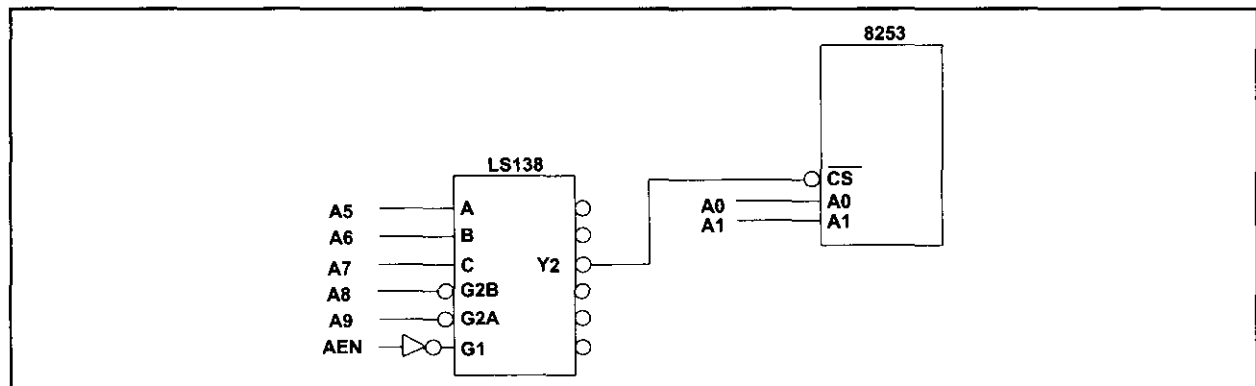 8253
LS138
CS
A5 A A0 A0
A6 B A1 A1
A7 C Y2
A8 G2B
A9 G2A
AEN G1